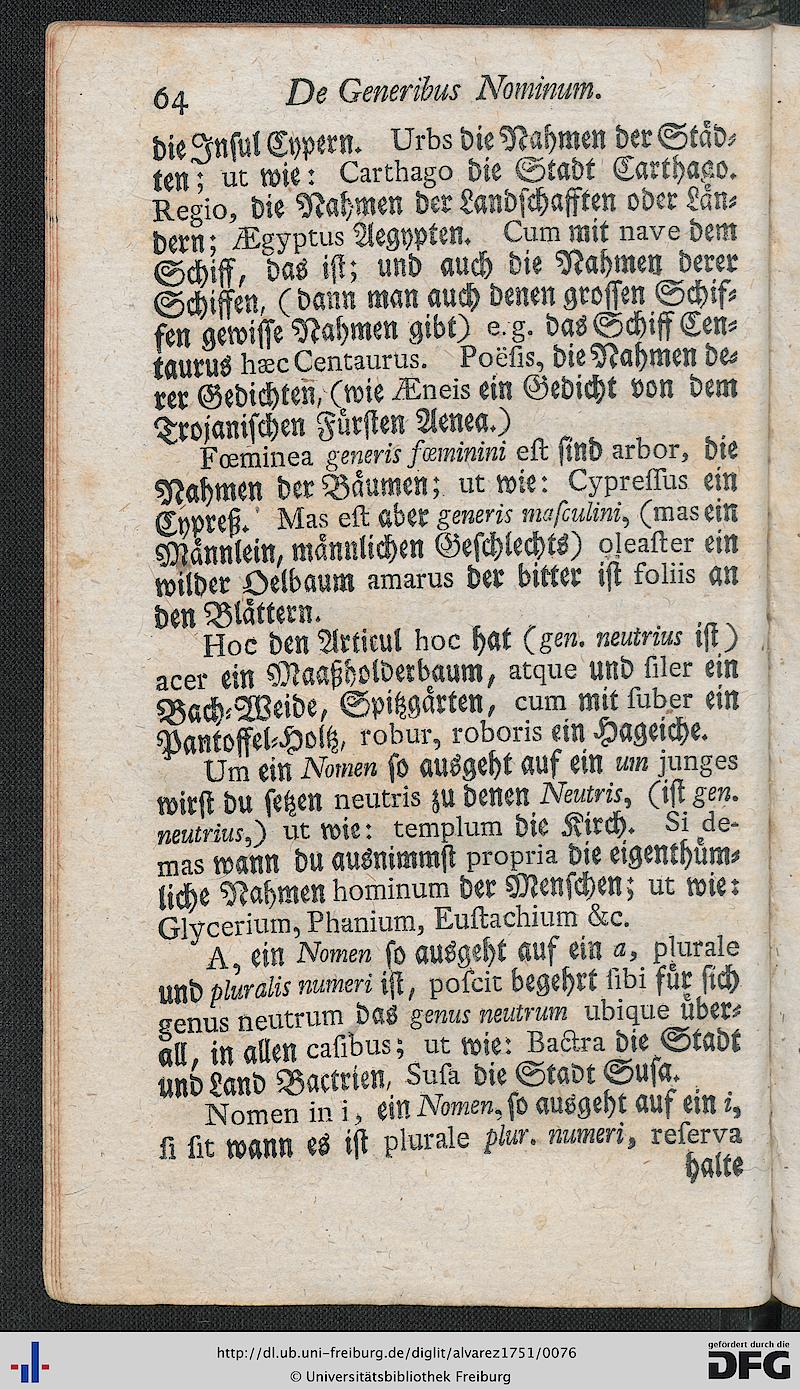 64 De Generibus Nominum.
die Insul Cypern. Urbs die Nahmen der Städ⸗
ten; ut wie: Carthago die Stadt Carthago.
Regio, die Nahmen der Landschafften oder Län⸗
dern; Ægyptus Aegypten. Cum mit nave dem
Schiff, das ist; und auch die Nahmen derer
Schiffen, (dann man auch denen grossen Schif⸗
fen gewisse Nahmen gibt) e. g. das Schiff Cen⸗
taurus hæc Centaurus. Poësis, die Nahmen de⸗
rer Gedichten, (wie Æneis ein Gedicht von dem
Trojanischen Fürsten Aenea.)
Fœminea generis fœminini est sind arbor, die
Nahmen der Bäumen; ut wie: Cypressus ein
Cypreß. Mas est aber generis masculini, (mas ein
Männlein, männlichen Geschlechts) oleaster ein
wilder Oelbaum amarus der bitter ist foliis an
den Blättern.
Hoc den Articul hoc hat (gen. neutrius ist)
acer ein Maaßholderbaum, atque und siler ein
Bach⸗Weide, Spitzgärten, cum mit suber ein
Pantoffel⸗Holtz, robur, roboris ein Hageiche.
Um ein Nomen so ausgeht auf ein um junges
wirst du setzen neutris zu denen Neutris, (ist gen.
neutrius,) ut wie: templum die Kirch. Si de-
mas wann du ausnimmst propria die eigenthüm⸗
liche Nahmen hominum der Menschen; ut wie:
Glycerium, Phanium, Eustachium &c.
A, ein Nomen so ausgeht auf ein a, plurale
und pluralis numeri ist, poscit begehrt sibi für sich
genus neutrum das genus neutrum ubique über⸗
all, in allen casibus; ut wie: Bactra die Stadt
und Land Bactrien, Susa die Stadt Susa.
Nomen in i, ein Nomen, so ausgeht auf ein i,
si sit wann es ist plurale plur. numeri, reserva
halte
http://dl.ub.uni-freiburg.de/diglit/alvarez1751/0076
© Universitätsbibliothek Freiburg
gefördert durch die
DFG